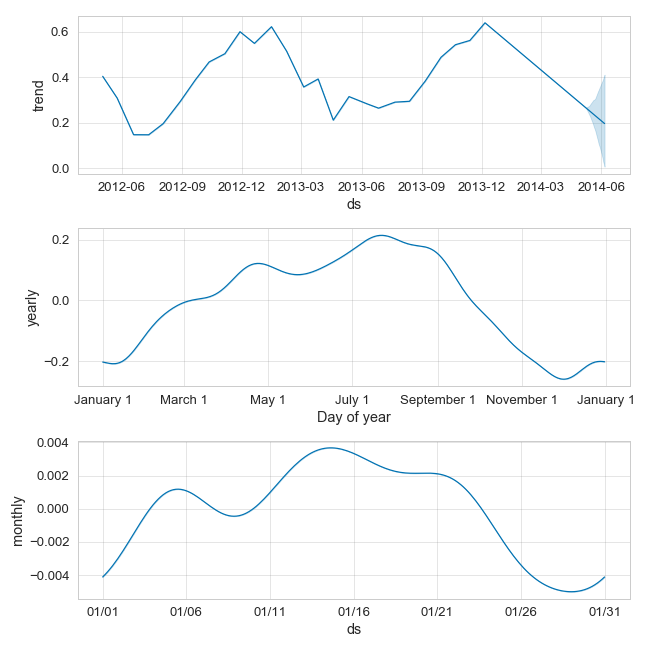 0.6
0.4
0.2
0.0
trend
2012-06 2012-09 2012-12 2013-03 2013-06 2013-09 2013-12 2014-03 2014-06
ds
0.2
0.0
−0.2
yearly
January 1 March 1 May 1 July 1 September 1 November 1 January 1
Day of year
0.004
0.002
0.000
−0.002
−0.004
monthly
01/01 01/06 01/11 01/16 01/21 01/26 01/31
ds